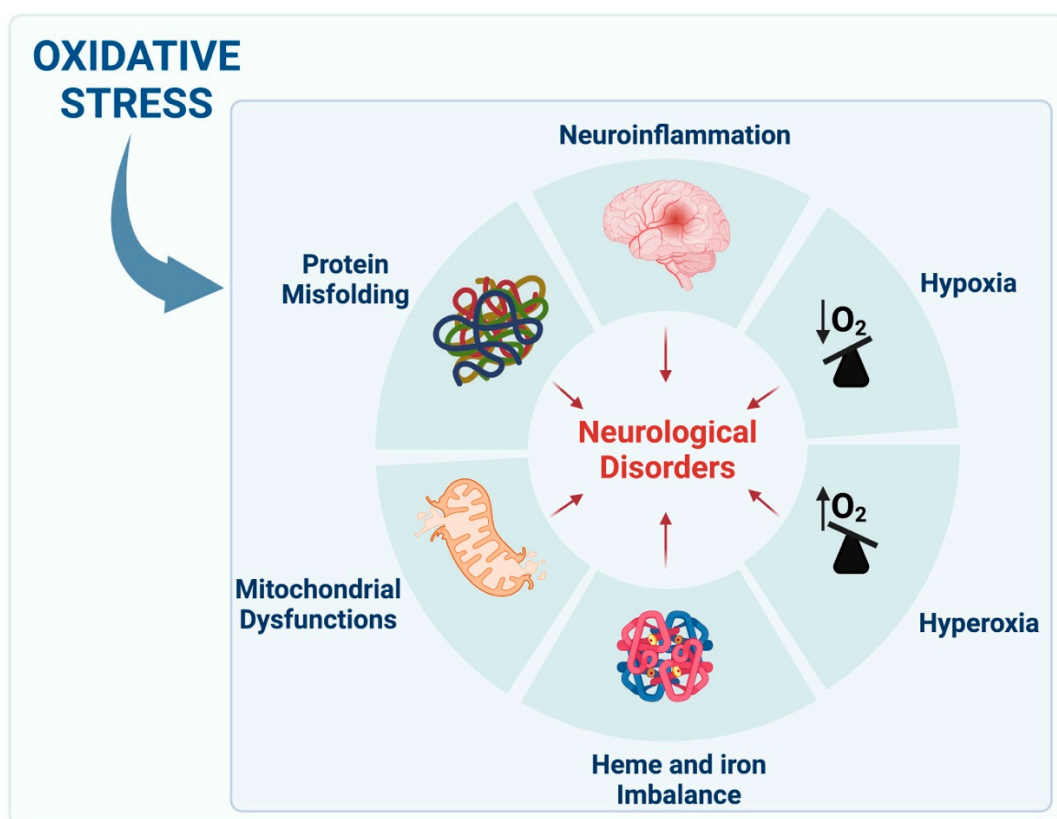 OXIDATIVE
STRESS
Neuroinflammation
Protein
Misfolding
Hypoxia
↓O₂
Neurological
Disorders
↑O₂
Mitochondrial
Dysfunctions
Hyperoxia
Heme and iron
Imbalance